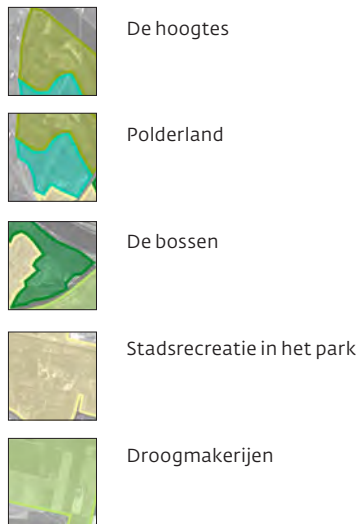 De hoogtes
Polderland
De bossen
Stadsrecreatie in het park
Droogmakerijen